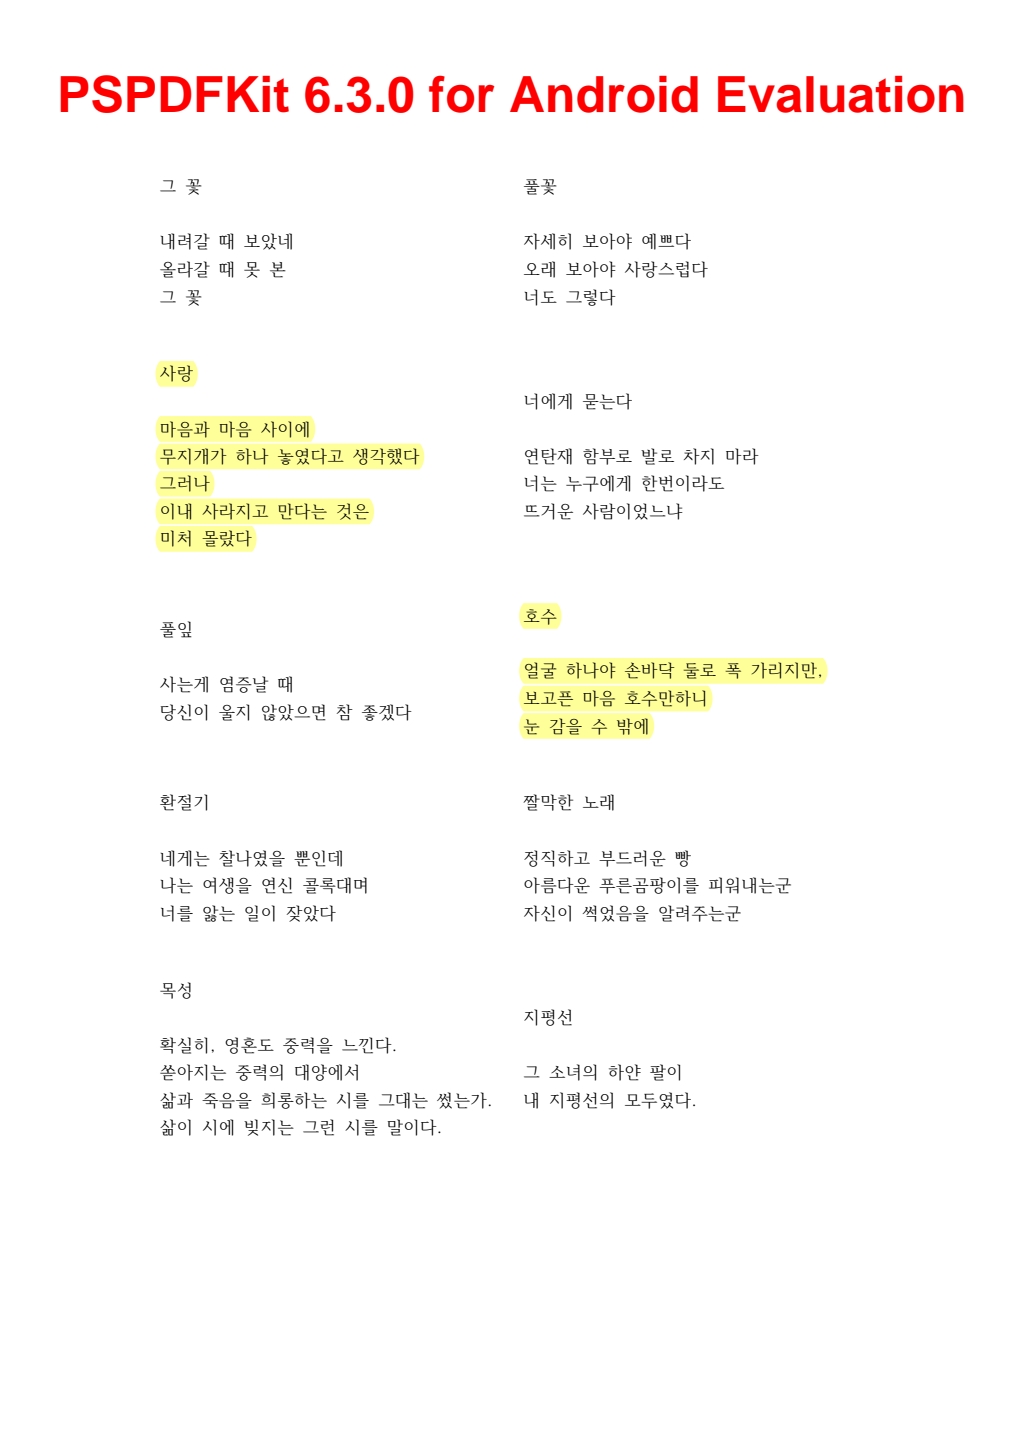 PSPDFKit 6.3.0 for Android Evaluation
그 꽃
내려갈 때 보았네
올라갈 때 못 본
그 꽃
풀꽃
자세히 보아야 예쁘다
오래 보아야 사랑스럽다
너도 그렇다
사랑
마음과 마음 사이에
무지개가 하나 놓였다고 생각했다
그러나
이내 사라지고 만다는 것은
미처 몰랐다
너에게 묻는다
연탄재 함부로 발로 차지 마라
너는 누구에게 한번이라도
뜨거운 사람이었느냐
풀잎
사는게 염증날 때
당신이 울지 않았으면 참 좋겠다
호수
얼굴 하나야 손바닥 둘로 폭 가리지만,
보고픈 마음 호수만하니
눈 감을 수 밖에
환절기
네게는 찰나였을 뿐인데
나는 여생을 연신 콜록대며
너를 앓는 일이 잦았다
짤막한 노래
정직하고 부드러운 빵
아름다운 푸른곰팡이를 피워내는군
자신이 썩었음을 알려주는군
목성
확실히, 영혼도 중력을 느낀다.
쏟아지는 중력의 대양에서
삶과 죽음을 희롱하는 시를 그대는 썼는가.
삶이 시에 빚지는 그런 시를 말이다.
지평선
그 소녀의 하얀 팔이
내 지평선의 모두였다.